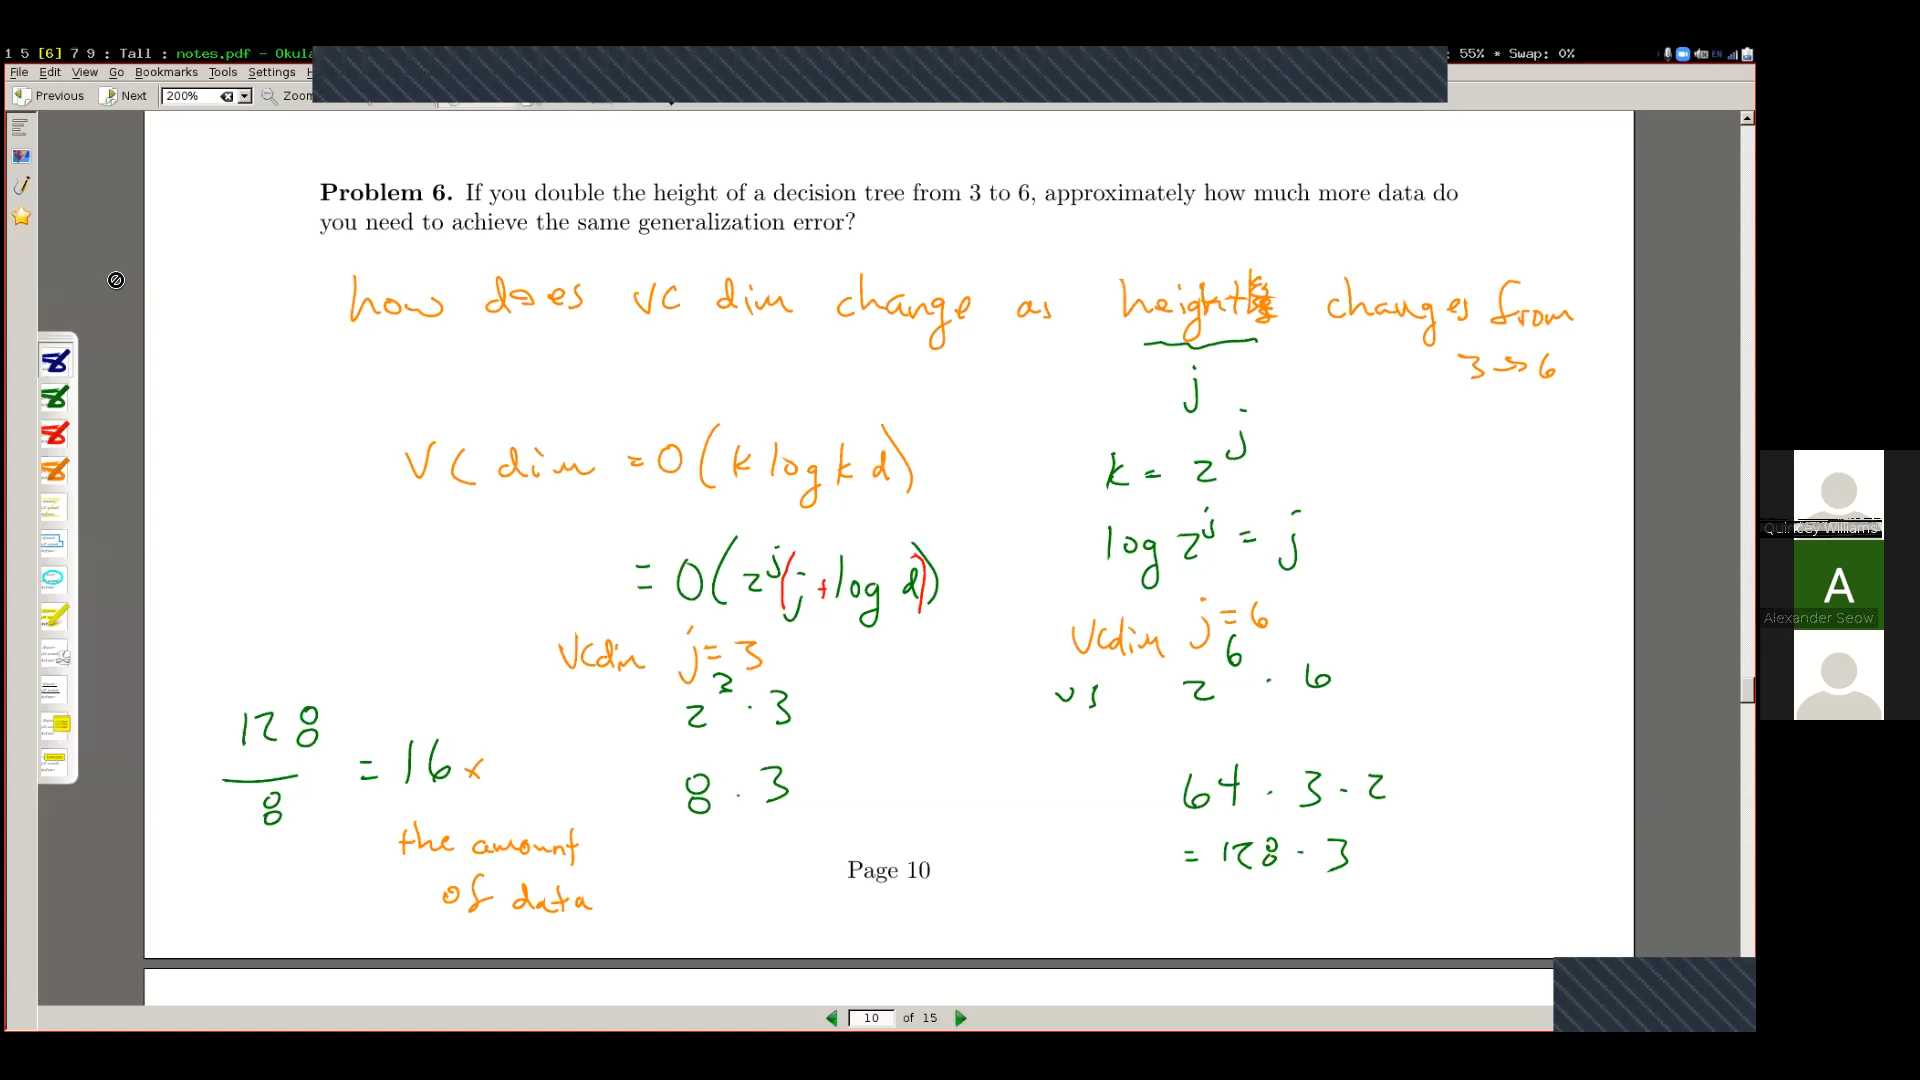 1 5 [6] 7 9 : Tall : notes.pdf – Okula
: 55% * Swap: 0%
EN
File Edit View Go Bookmarks Tools Settings H
Previous Next 200% Zoom
Problem 6. If you double the height of a decision tree from 3 to 6, approximately how much more data do
you need to achieve the same generalization error?
how does VC dim change as height changes from
3 → 6
j
VC dim = O(k log k d)
k = 2^j
log 2^j = j
= O(2^j(j + log d))
VCdim j = 3
VCdim j = 6
2^3 · 3
vs 2^6 · 6
128
8
= 16x
8 · 3
64 · 3 · 2
the amount
of data
= 128 · 3
Page 10
10 of 15
Quincey Williams
A
Alexander Seow